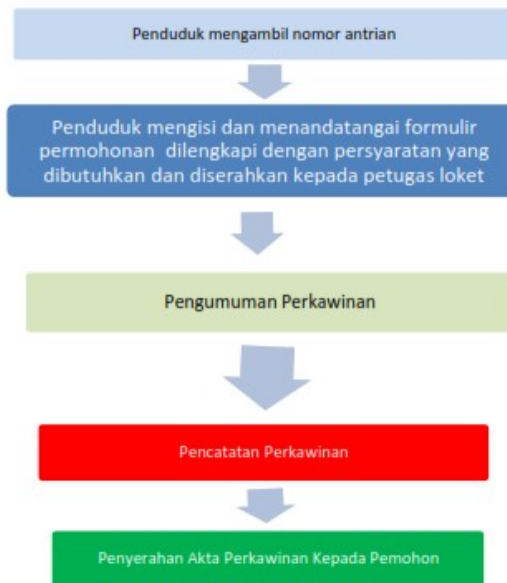 Penduduk mengambil nomor antrian
Penduduk mengisi dan menandatangai formulir
permohonan dilengkapi dengan persyaratan yang
dibutuhkan dan diserahkan kepada petugas loket
Pengumuman Perkawinan
Pencatatan Perkawinan
Penyerahan Akta Perkawinan Kepada Pemohon